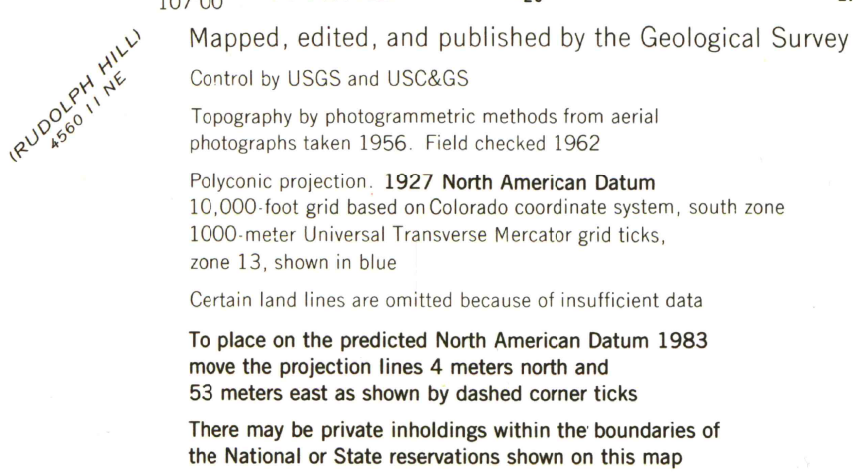 107°00'
(RUDOLPH HILL)
4560 II NE
Mapped, edited, and published by the Geological Survey
Control by USGS and USC&GS
Topography by photogrammetric methods from aerial
photographs taken 1956. Field checked 1962
Polyconic projection. 1927 North American Datum
10,000-foot grid based on Colorado coordinate system, south zone
1000-meter Universal Transverse Mercator grid ticks,
zone 13, shown in blue
Certain land lines are omitted because of insufficient data
To place on the predicted North American Datum 1983
move the projection lines 4 meters north and
53 meters east as shown by dashed corner ticks
There may be private inholdings within the boundaries of
the National or State reservations shown on this map